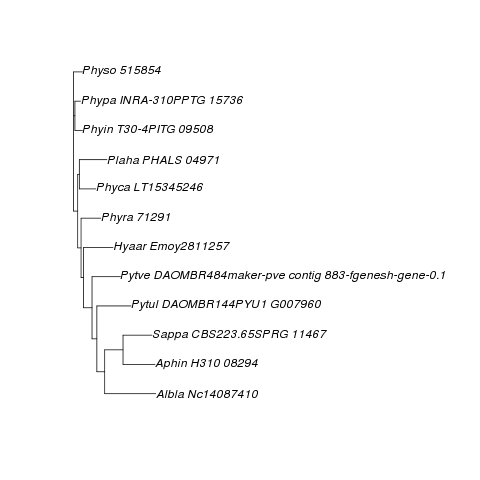 Physo 515854
Phypa INRA-310PPTG 15736
Phyin T30-4PITG 09508
Plaha PHALS 04971
Phyca LT15345246
Phyra 71291
Hyaar Emoy2811257
Pytve DAOMBR484maker-pve contig 883-fgenesh-gene-0.1
Pytul DAOMBR144PYU1 G007960
Sappa CBS223.65SPRG 11467
Aphin H310 08294
Albla Nc14087410